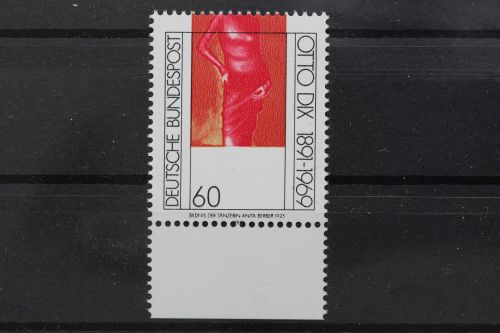 DEUTSCHE BUNDESPOST
OTTO DIX 1891-1969
60
BILDNIS DER TÄNZERIN ANITA BERBER 1925